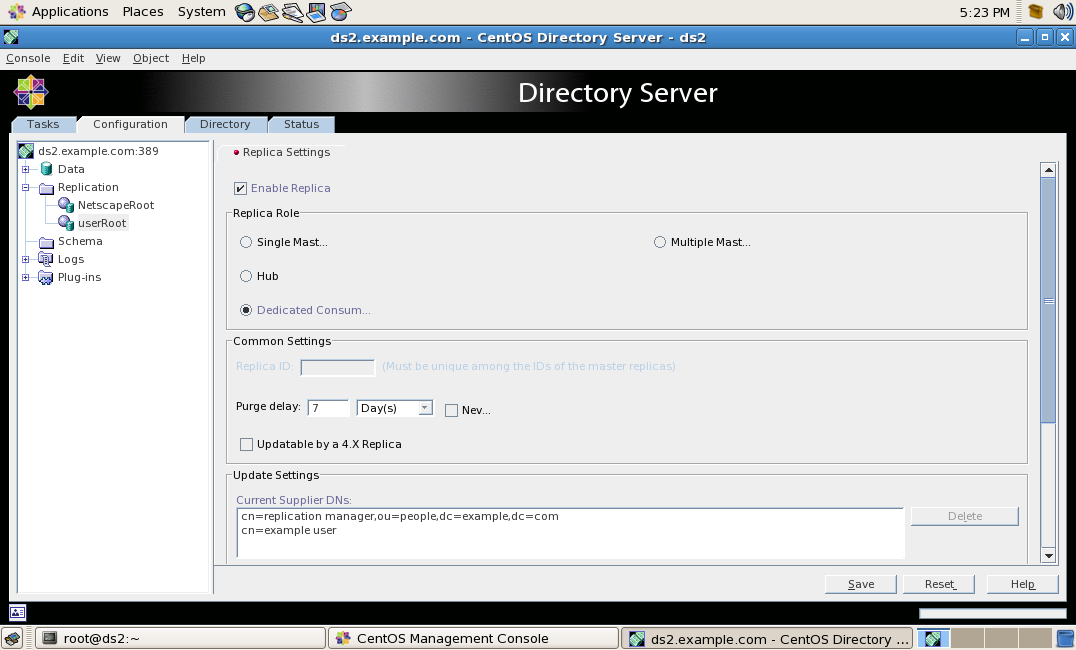 Applications Places System 5:23 PM
ds2.example.com - CentOS Directory Server - ds2
Console Edit View Object Help
Directory Server
Tasks Configuration Directory Status
ds2.example.com:389
Data
Replication
NetscapeRoot
userRoot
Schema
Logs
Plug-ins
Replica Settings
Enable Replica
Replica Role
Single Mast... Multiple Mast...
Hub
Dedicated Consum...
Common Settings
Replica ID: (Must be unique among the IDs of the master replicas)
Purge delay: 7 Day(s) Nev...
Updatable by a 4.X Replica
Update Settings
Current Supplier DNs:
cn=replication manager,ou=people,dc=example,dc=com
cn=example user
Delete
Save Reset Help
root@ds2:~ CentOS Management Console ds2.example.com - CentOS Directory ...